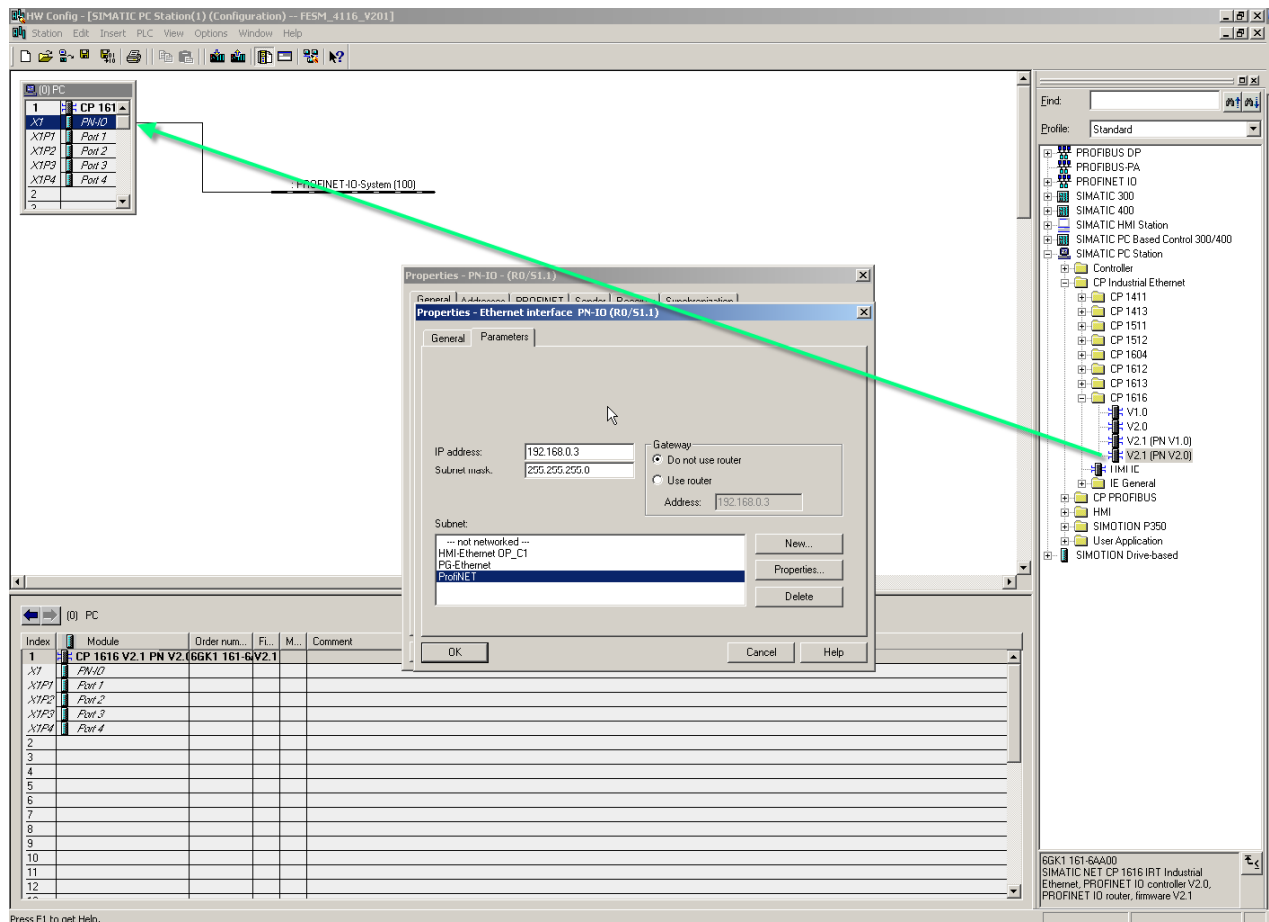 HW Config - [SIMATIC PC Station(1) (Configuration) -- FESM_4116_V201]
Station Edit Insert PLC View Options Window Help
(0) PC
1 CP 161
X1 PN-IO
X1P1 Port 1
X1P2 Port 2
X1P3 Port 3
X1P4 Port 4
2
3
: PROFINET-IO-System (100)
Properties - PN-IO - (R0/S1.1)
General Addresses PROFINET Sender Synchronization
Properties - Ethernet interface PN-IO (R0/S1.1)
General Parameters
IP address: 192.168.0.3
Subnet mask: 255.255.255.0
Gateway
Do not use router
Use router
Address: 192.168.0.3
Subnet:
--- not networked ---
HMI-Ethernet OP_C1
PG-Ethernet
ProfiNET
New...
Properties...
Delete
OK Cancel Help
Find:
Profile: Standard
PROFIBUS DP
PROFIBUS-PA
PROFINET IO
SIMATIC 300
SIMATIC 400
SIMATIC HMI Station
SIMATIC PC Based Control 300/400
SIMATIC PC Station
Controller
CP Industrial Ethernet
CP 1411
CP 1413
CP 1511
CP 1512
CP 1604
CP 1612
CP 1613
CP 1616
V1.0
V2.0
V2.1 (PN V1.0)
V2.1 (PN V2.0)
HMI IE
IE General
CP PROFIBUS
HMI
SIMOTION P350
User Application
SIMOTION Drive-based
(0) PC
Index Module Order num... Fi... M... Comment
1 CP 1616 V2.1 PN V2.0 6GK1 161-6 V2.1
X1 PN-IO
X1P1 Port 1
X1P2 Port 2
X1P3 Port 3
X1P4 Port 4
2
3
4
5
6
7
8
9
10
11
12
6GK1 161-6AA00
SIMATIC NET CP 1616 IRT Industrial
Ethernet, PROFINET IO controller V2.0,
PROFINET IO router, firmware V2.1
Press F1 to get Help.